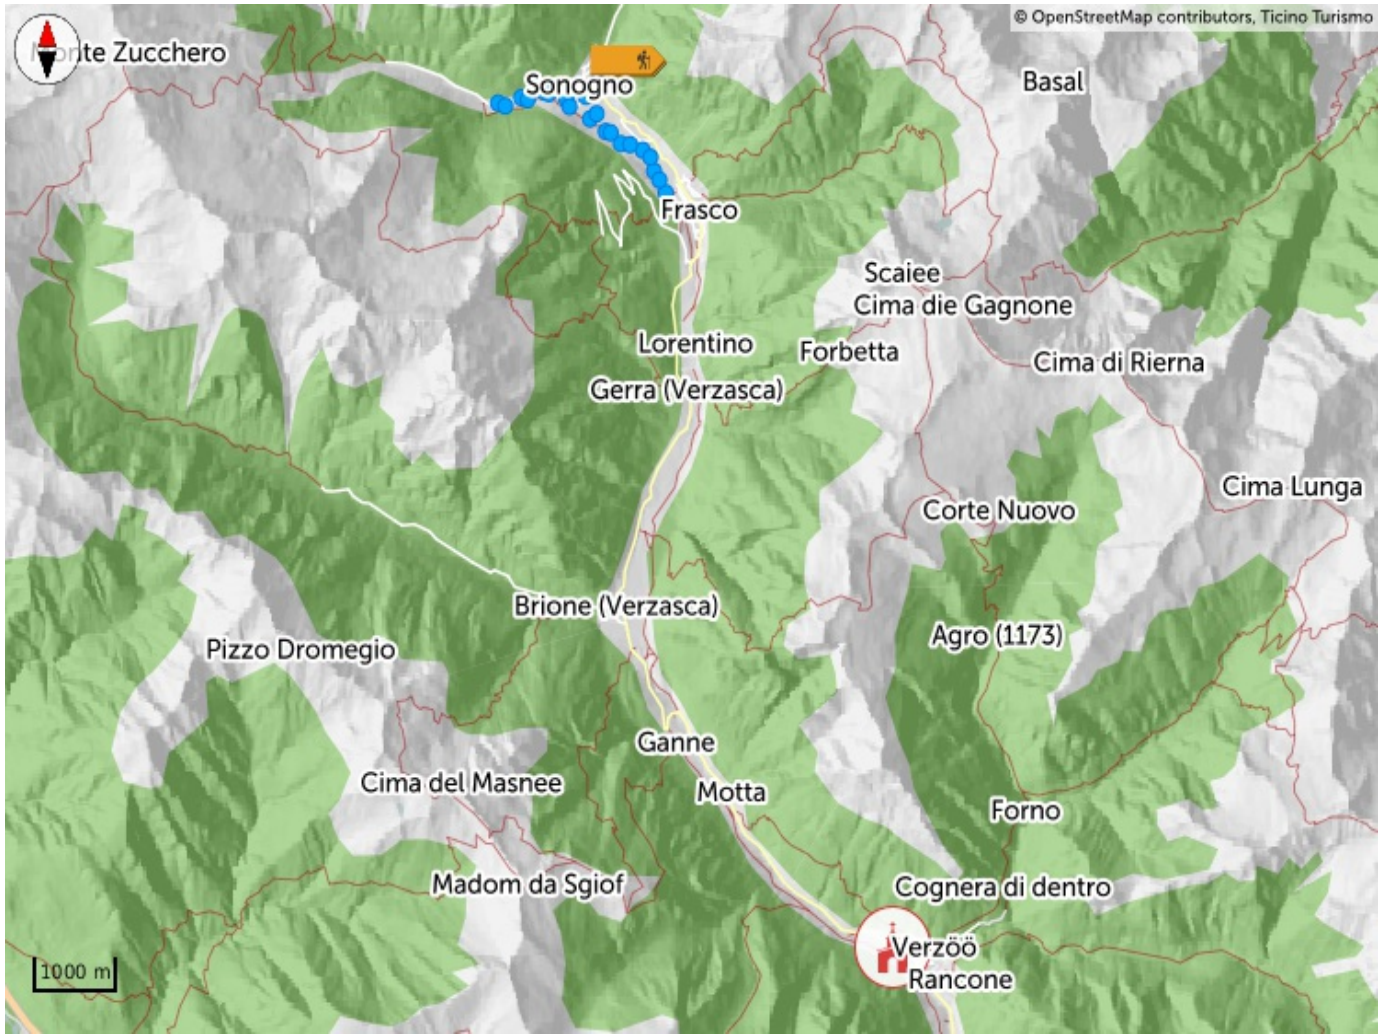 © OpenStreetMap contributors, Ticino Turismo
nte Zucchero
Sonogno
Basal
Frasco
Scaiee
Cima die Gagnone
Lorentino
Forbetta
Cima di Rierna
Gerra (Verzasca)
Cima Lunga
Corte Nuovo
Brione (Verzasca)
Agro (1173)
Pizzo Dromegio
Ganne
Cima del Masnee
Motta
Forno
Madom da Sgiof
Cognera di dentro
Verzöö
1000 m
Rancone